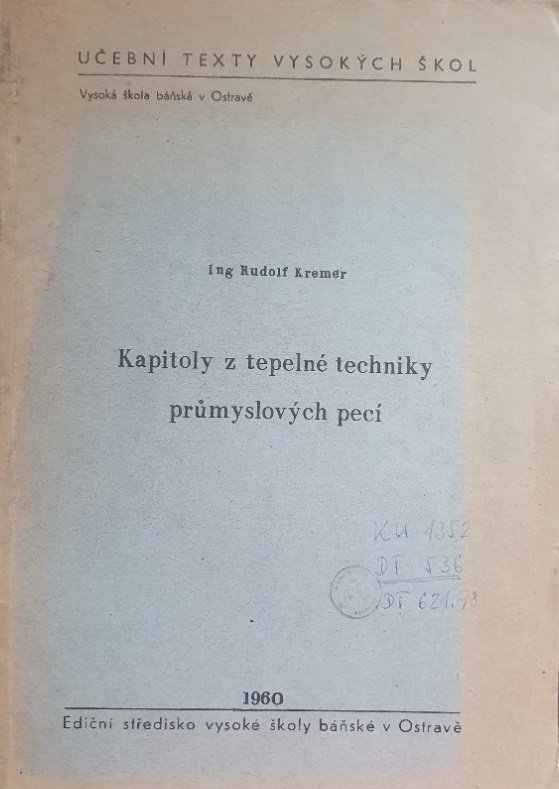 UČEBNÍ TEXTY VYSOKÝCH ŠKOL
Vysoká škola báňská v Ostravě
Ing Rudolf Kremer
Kapitoly z tepelné techniky
průmyslových pecí
KU 1352
DT 536
DT 621.73
1960
Ediční středisko vysoké školy báňské v Ostravě